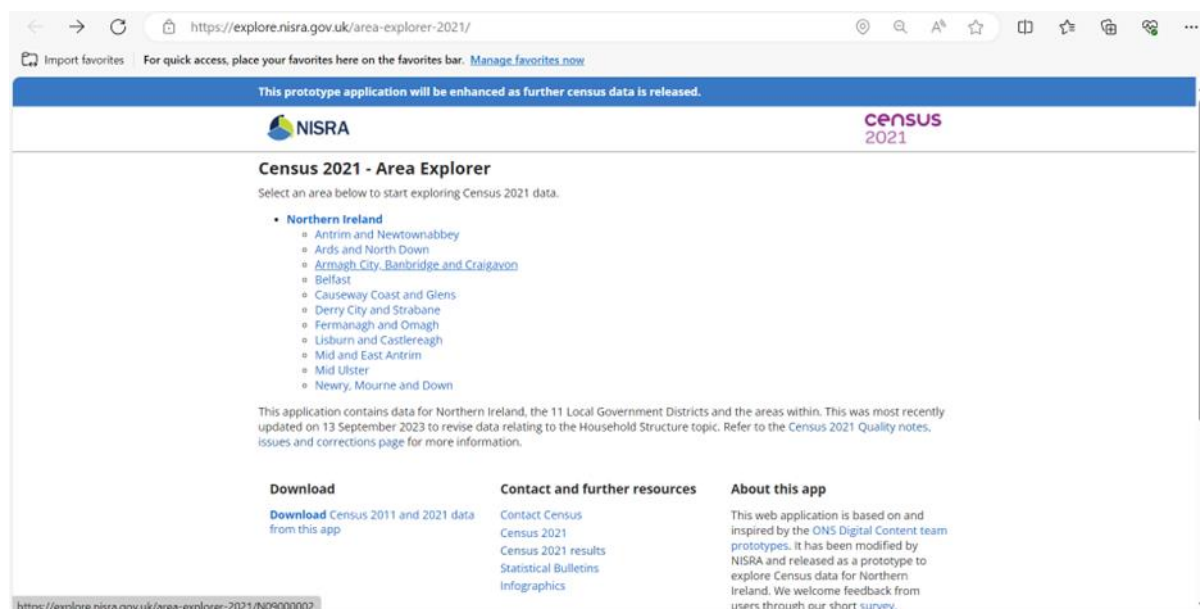 https://explore.nisra.gov.uk/area-explorer-2021/
Import favorites For quick access, place your favorites here on the favorites bar. Manage favorites now
This prototype application will be enhanced as further census data is released.
NISRA
census
2021
Census 2021 - Area Explorer
Select an area below to start exploring Census 2021 data.
Northern Ireland
Antrim and Newtownabbey
Ards and North Down
Armagh City, Banbridge and Craigavon
Belfast
Causeway Coast and Glens
Derry City and Strabane
Fermanagh and Omagh
Lisburn and Castlereagh
Mid and East Antrim
Mid Ulster
Newry, Mourne and Down
This application contains data for Northern Ireland, the 11 Local Government Districts and the areas within. This was most recently
updated on 13 September 2023 to revise data relating to the Household Structure topic. Refer to the Census 2021 Quality notes,
issues and corrections page for more information.
Download
Download Census 2011 and 2021 data
from this app
Contact and further resources
Contact Census
Census 2021
Census 2021 results
Statistical Bulletins
Infographics
About this app
This web application is based on and
inspired by the ONS Digital Content team
prototypes. It has been modified by
NISRA and released as a prototype to
explore Census data for Northern
Ireland. We welcome feedback from
users through our short survey.
https://explore.nisra.gov.uk/area-explorer-2021/N09000002